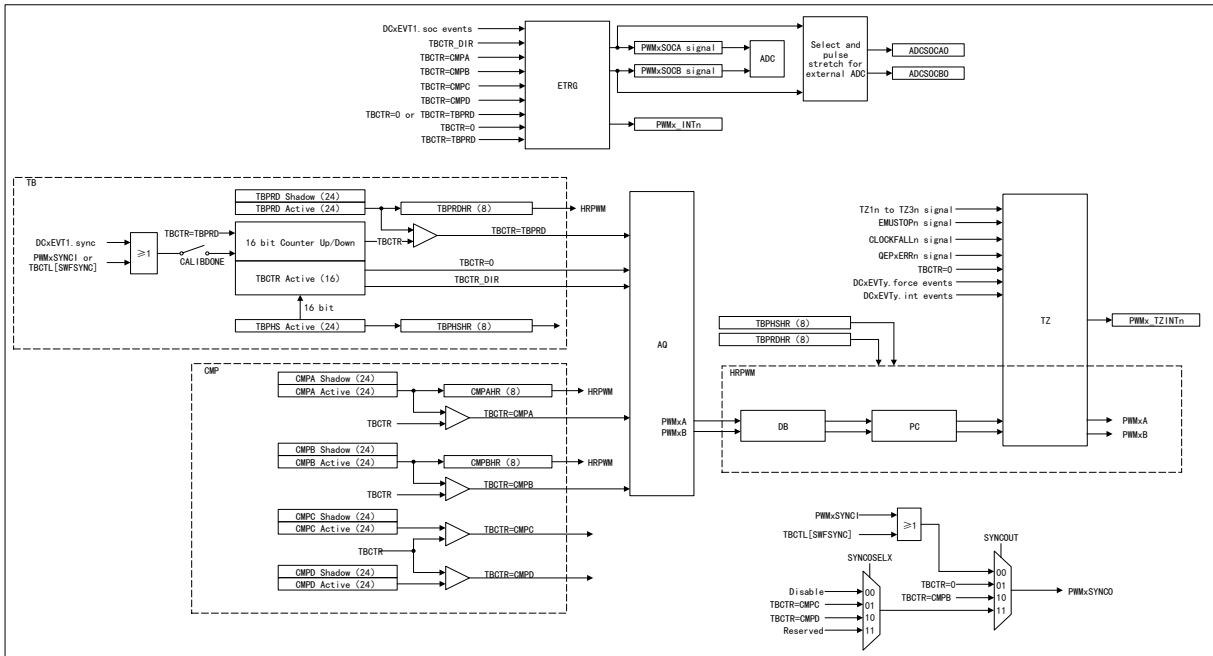 DCxEVT1.soc events
TBCTR_DIR
TBCTR=CMPA
TBCTR=CMPB
TBCTR=CMPC
TBCTR=CMPD
TBCTR=0 or TBCTR=TBPRD
TBCTR=0
TBCTR=TBPRD
ETRG
PWMxSOCA signal
PWMxSOCB signal
ADC
Select and
pulse
stretch for
external ADC
ADCSOCAO
ADCSOCBO
PWMx_INTn
TB
TBPRD Shadow (24)
TBPRD Active (24)
TBPRDHR (8)
HRPWM
DCxEVT1.sync
PWMxSYNCI or
TBCTL[SWFSYNC]
≥1
CALIBDONE
TBCTR=TBPRD
16 bit Counter Up/Down
TBCTR
TBCTR=TBPRD
TBCTR Active (16)
TBCTR=0
TBCTR_DIR
16 bit
TBPHS Active (24)
TBPHSHR (8)
CMP
CMPA Shadow (24)
CMPA Active (24)
CMPAHR (8)
HRPWM
TBCTR
TBCTR=CMPA
CMPB Shadow (24)
CMPB Active (24)
CMPBHR (8)
HRPWM
TBCTR
TBCTR=CMPB
CMPC Shadow (24)
CMPC Active (24)
TBCTR=CMPC
TBCTR
CMPD Shadow (24)
CMPD Active (24)
TBCTR=CMPD
AQ
PWMxA
PWMxB
TBPHSHR (8)
TBPRDHR (8)
HRPWM
DB
PC
TZ1n to TZ3n signal
EMUSTOPn signal
CLOCKFALLn signal
QEPxERRn signal
TBCTR=0
DCxEVTy.force events
DCxEVTy.int events
TZ
PWMx_TZINTn
PWMxA
PWMxB
PWMxSYNCI
TBCTL[SWFSYNC]
≥1
SYNCOUT
SYNCOSELX
Disable
TBCTR=CMPC
TBCTR=CMPD
Reserved
00
01
10
11
TBCTR=0
TBCTR=CMPB
00
01
10
11
PWMxSYNCO